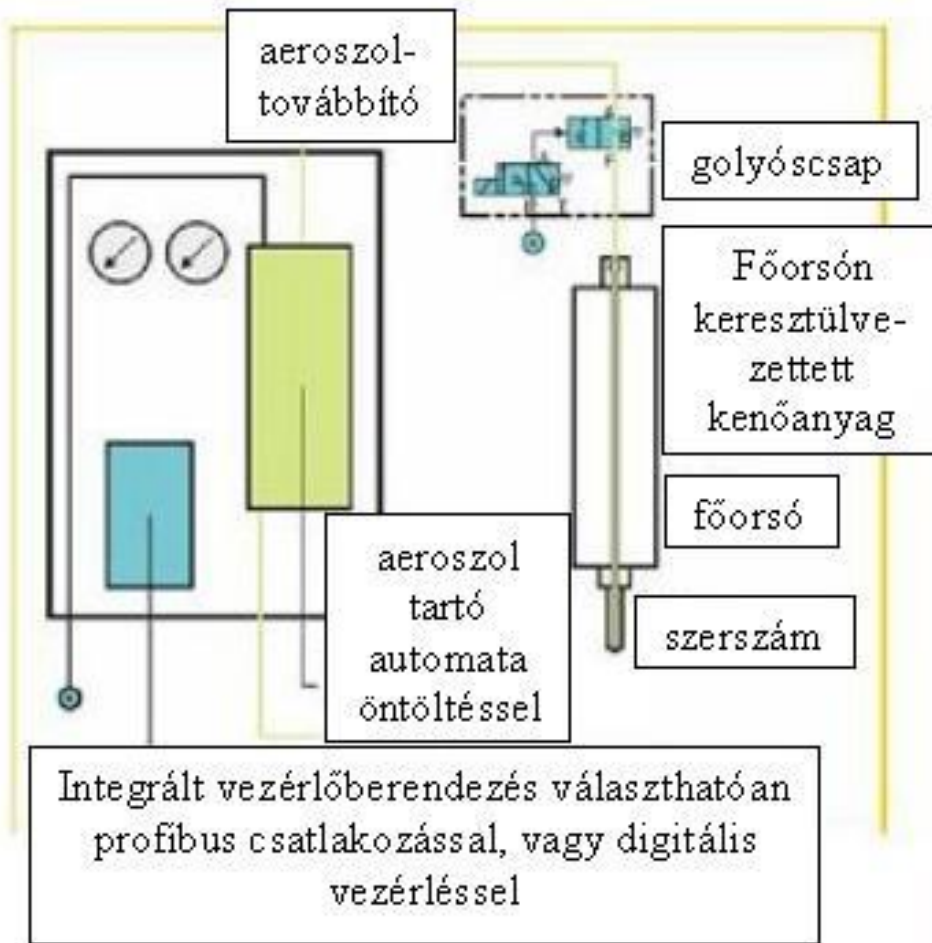 aeroszol-
továbbító
golyóscsap
Főorsón
keresztülve-
zettett
kenőanyag
főorsó
aeroszol
tartó
automata
öntöltéssel
szerszám
Integrált vezérlőberendezés választhatóan
profibus csatlakozással, vagy digitális
vezérléssel